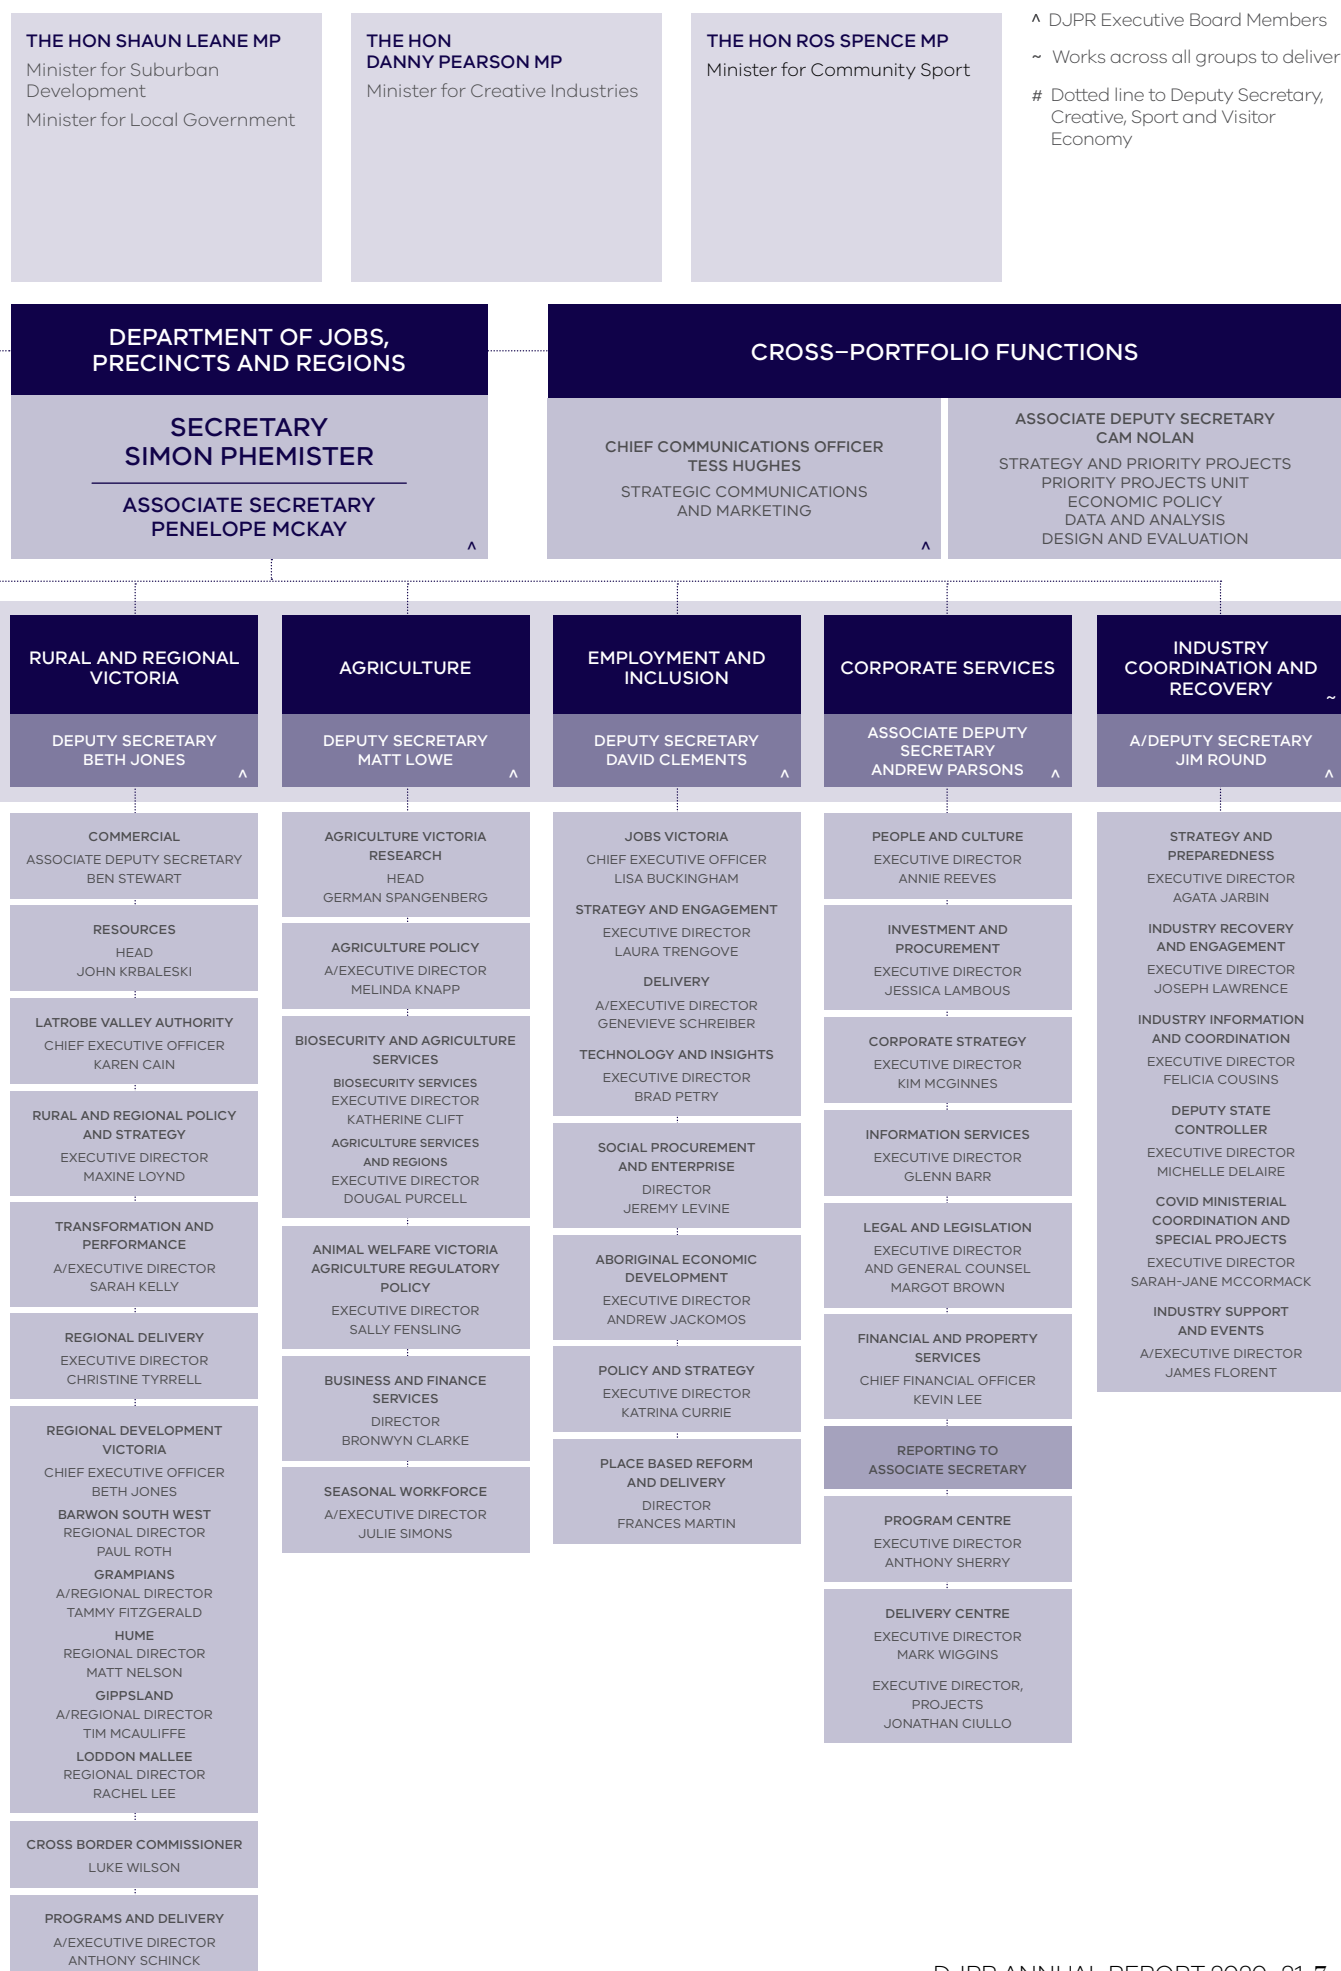 THE HON SHAUN LEANE MP
Minister for Suburban
Development
Minister for Local Government
THE HON
DANNY PEARSON MP
Minister for Creative Industries
THE HON ROS SPENCE MP
Minister for Community Sport
^ DJPR Executive Board Members
~ Works across all groups to deliver
# Dotted line to Deputy Secretary,
Creative, Sport and Visitor
Economy
DEPARTMENT OF JOBS,
PRECINCTS AND REGIONS
SECRETARY
SIMON PHEMISTER
ASSOCIATE SECRETARY
PENELOPE MCKAY
^
CROSS-PORTFOLIO FUNCTIONS
CHIEF COMMUNICATIONS OFFICER
TESS HUGHES
STRATEGIC COMMUNICATIONS
AND MARKETING
^
ASSOCIATE DEPUTY SECRETARY
CAM NOLAN
STRATEGY AND PRIORITY PROJECTS
PRIORITY PROJECTS UNIT
ECONOMIC POLICY
DATA AND ANALYSIS
DESIGN AND EVALUATION
RURAL AND REGIONAL
VICTORIA
DEPUTY SECRETARY
BETH JONES
^
COMMERCIAL
ASSOCIATE DEPUTY SECRETARY
BEN STEWART
RESOURCES
HEAD
JOHN KRBALESKI
LATROBE VALLEY AUTHORITY
CHIEF EXECUTIVE OFFICER
KAREN CAIN
RURAL AND REGIONAL POLICY
AND STRATEGY
EXECUTIVE DIRECTOR
MAXINE LOYND
TRANSFORMATION AND
PERFORMANCE
A/EXECUTIVE DIRECTOR
SARAH KELLY
REGIONAL DELIVERY
EXECUTIVE DIRECTOR
CHRISTINE TYRRELL
REGIONAL DEVELOPMENT
VICTORIA
CHIEF EXECUTIVE OFFICER
BETH JONES
BARWON SOUTH WEST
REGIONAL DIRECTOR
PAUL ROTH
GRAMPIANS
A/REGIONAL DIRECTOR
TAMMY FITZGERALD
HUME
REGIONAL DIRECTOR
MATT NELSON
GIPPSLAND
A/REGIONAL DIRECTOR
TIM MCAULIFFE
LODDON MALLEE
REGIONAL DIRECTOR
RACHEL LEE
CROSS BORDER COMMISSIONER
LUKE WILSON
PROGRAMS AND DELIVERY
A/EXECUTIVE DIRECTOR
ANTHONY SCHINCK
AGRICULTURE
DEPUTY SECRETARY
MATT LOWE
^
AGRICULTURE VICTORIA
RESEARCH
HEAD
GERMAN SPANGENBERG
AGRICULTURE POLICY
A/EXECUTIVE DIRECTOR
MELINDA KNAPP
BIOSECURITY AND AGRICULTURE
SERVICES
BIOSECURITY SERVICES
EXECUTIVE DIRECTOR
KATHERINE CLIFT
AGRICULTURE SERVICES
AND REGIONS
EXECUTIVE DIRECTOR
DOUGAL PURCELL
ANIMAL WELFARE VICTORIA
AGRICULTURE REGULATORY
POLICY
EXECUTIVE DIRECTOR
SALLY FENSLING
BUSINESS AND FINANCE
SERVICES
DIRECTOR
BRONWYN CLARKE
SEASONAL WORKFORCE
A/EXECUTIVE DIRECTOR
JULIE SIMONS
EMPLOYMENT AND
INCLUSION
DEPUTY SECRETARY
DAVID CLEMENTS
^
JOBS VICTORIA
CHIEF EXECUTIVE OFFICER
LISA BUCKINGHAM
STRATEGY AND ENGAGEMENT
EXECUTIVE DIRECTOR
LAURA TRENGOVE
DELIVERY
A/EXECUTIVE DIRECTOR
GENEVIEVE SCHREIBER
TECHNOLOGY AND INSIGHTS
EXECUTIVE DIRECTOR
BRAD PETRY
SOCIAL PROCUREMENT
AND ENTERPRISE
DIRECTOR
JEREMY LEVINE
ABORIGINAL ECONOMIC
DEVELOPMENT
EXECUTIVE DIRECTOR
ANDREW JACKOMOS
POLICY AND STRATEGY
EXECUTIVE DIRECTOR
KATRINA CURRIE
PLACE BASED REFORM
AND DELIVERY
DIRECTOR
FRANCES MARTIN
CORPORATE SERVICES
ASSOCIATE DEPUTY
SECRETARY
ANDREW PARSONS
^
PEOPLE AND CULTURE
EXECUTIVE DIRECTOR
ANNIE REEVES
INVESTMENT AND
PROCUREMENT
EXECUTIVE DIRECTOR
JESSICA LAMBOUS
CORPORATE STRATEGY
EXECUTIVE DIRECTOR
KIM MCGINNES
INFORMATION SERVICES
EXECUTIVE DIRECTOR
GLENN BARR
LEGAL AND LEGISLATION
EXECUTIVE DIRECTOR
AND GENERAL COUNSEL
MARGOT BROWN
FINANCIAL AND PROPERTY
SERVICES
CHIEF FINANCIAL OFFICER
KEVIN LEE
REPORTING TO
ASSOCIATE SECRETARY
PROGRAM CENTRE
EXECUTIVE DIRECTOR
ANTHONY SHERRY
DELIVERY CENTRE
EXECUTIVE DIRECTOR
MARK WIGGINS
EXECUTIVE DIRECTOR,
PROJECTS
JONATHAN CIULLO
INDUSTRY
COORDINATION AND
RECOVERY
~
A/DEPUTY SECRETARY
JIM ROUND
^
STRATEGY AND
PREPAREDNESS
EXECUTIVE DIRECTOR
AGATA JARBIN
INDUSTRY RECOVERY
AND ENGAGEMENT
EXECUTIVE DIRECTOR
JOSEPH LAWRENCE
INDUSTRY INFORMATION
AND COORDINATION
EXECUTIVE DIRECTOR
FELICIA COUSINS
DEPUTY STATE
CONTROLLER
EXECUTIVE DIRECTOR
MICHELLE DELAIRE
COVID MINISTERIAL
COORDINATION AND
SPECIAL PROJECTS
EXECUTIVE DIRECTOR
SARAH-JANE MCCORMACK
INDUSTRY SUPPORT
AND EVENTS
A/EXECUTIVE DIRECTOR
JAMES FLORENT
DJPR ANNUAL REPORT 2020-21 7